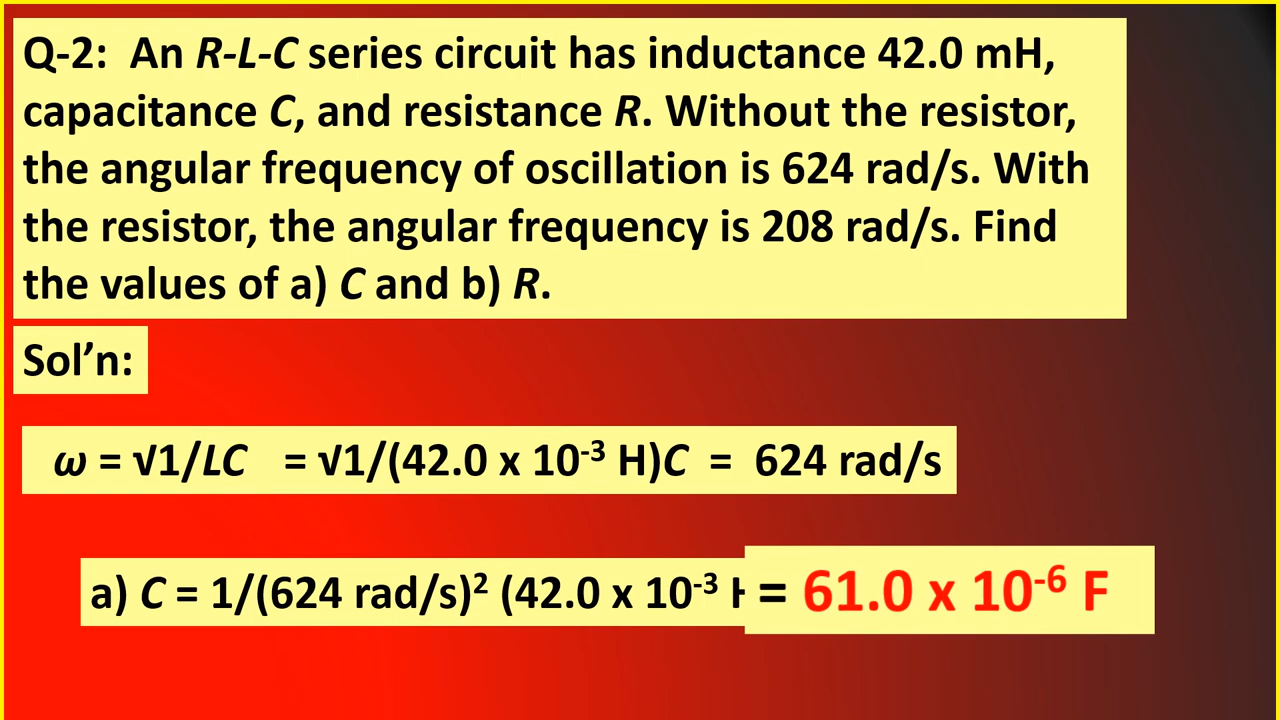 Q-2: An R-L-C series circuit has inductance 42.0 mH,
capacitance C, and resistance R. Without the resistor,
the angular frequency of oscillation is 624 rad/s. With
the resistor, the angular frequency is 208 rad/s. Find
the values of a) C and b) R.
Sol’n:
ω = √1/LC = √1/(42.0 x 10⁻³ H)C = 624 rad/s
a) C = 1/(624 rad/s)² (42.0 x 10⁻³ = 61.0 x 10⁻⁶ F